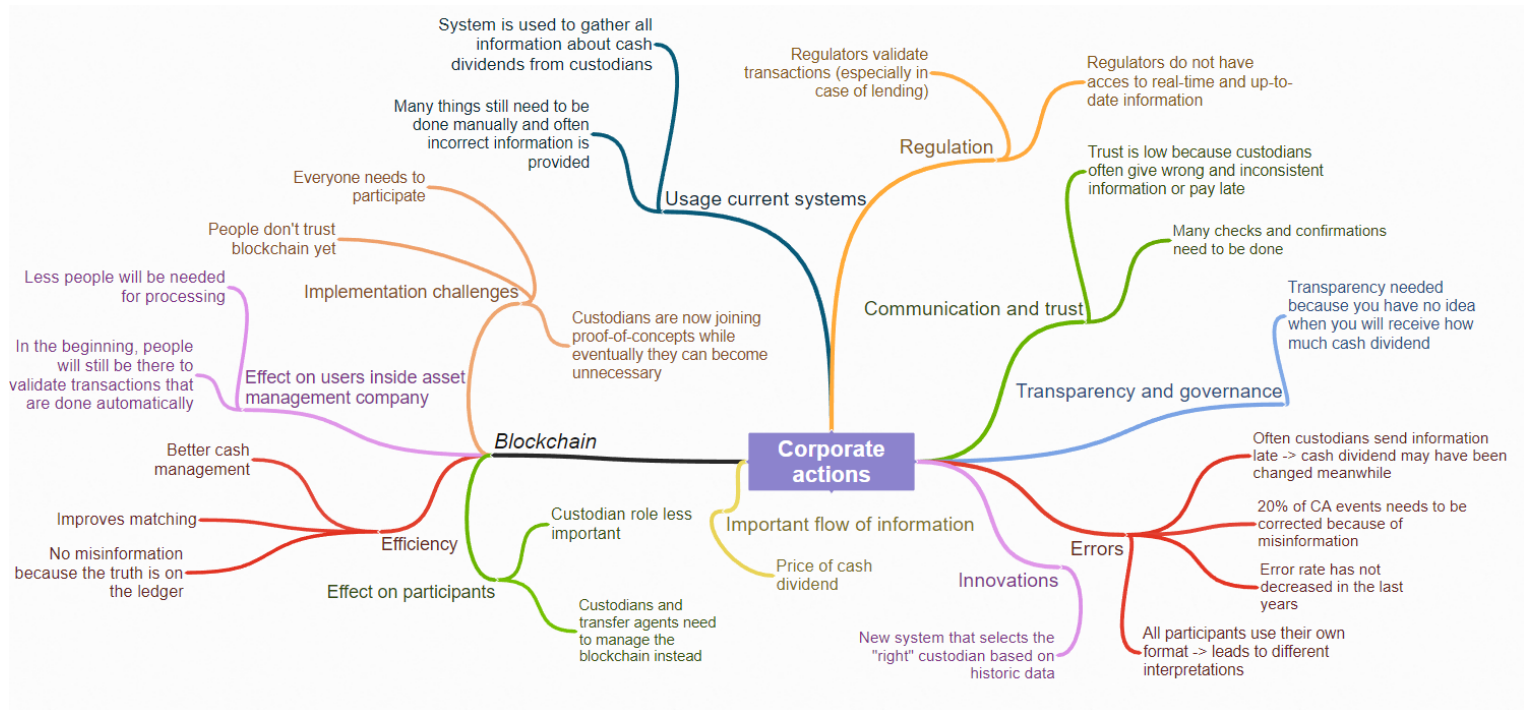 System is used to gather all
information about cash
dividends from custodians
Many things still need to be
done manually and often
incorrect information is
provided
Usage current systems
Regulators validate
transactions (especially in
case of lending)
Regulators do not have
acces to real-time and up-to-
date information
Regulation
Trust is low because custodians
often give wrong and inconsistent
information or pay late
Many checks and confirmations
need to be done
Communication and trust
Transparency needed
because you have no idea
when you will receive how
much cash dividend
Transparency and governance
Everyone needs to
participate
People don't trust
blockchain yet
Implementation challenges
Custodians are now joining
proof-of-concepts while
eventually they can become
unnecessary
Less people will be needed
for processing
In the beginning, people
will still be there to
validate transactions that
are done automatically
Effect on users inside asset
management company
Blockchain
Corporate
actions
Better cash
management
Improves matching
No misinformation
because the truth is on
the ledger
Efficiency
Custodian role less
important
Effect on participants
Custodians and
transfer agents need
to manage the
blockchain instead
Important flow of information
Price of cash
dividend
Innovations
New system that selects the
"right" custodian based on
historic data
Errors
Often custodians send information
late -> cash dividend may have been
changed meanwhile
20% of CA events needs to be
corrected because of
misinformation
Error rate has not
decreased in the last
years
All participants use their own
format -> leads to different
interpretations